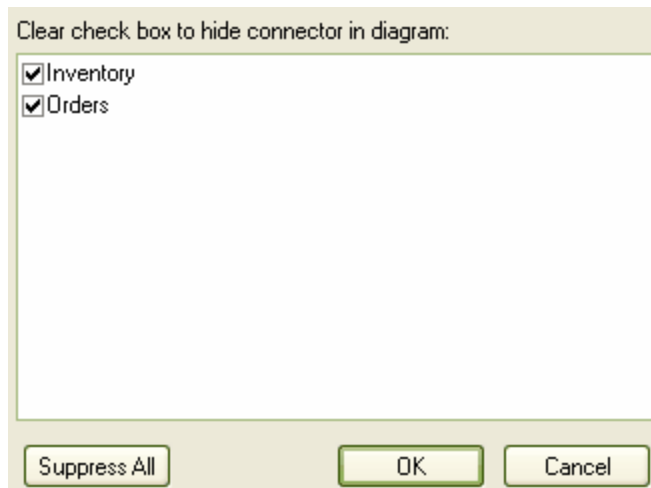 Clear check box to hide connector in diagram:
Inventory
Orders
Suppress All OK Cancel